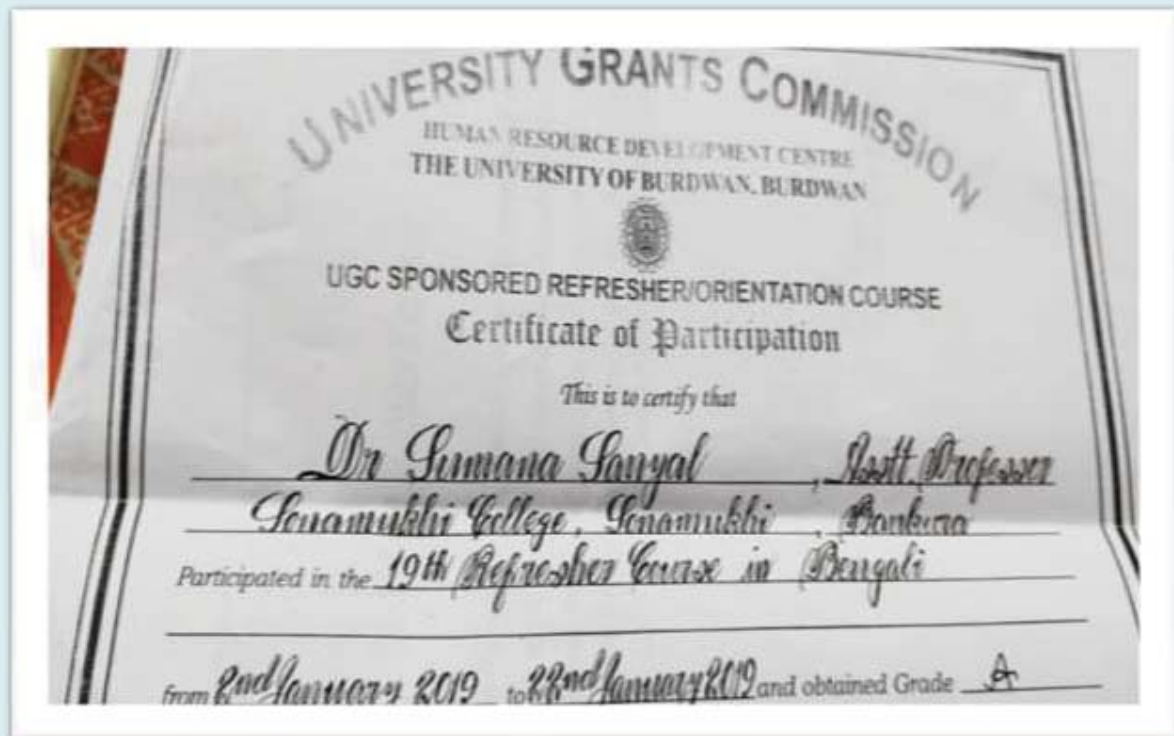 UNIVERSITY GRANTS COMMISSION
HUMAN RESOURCE DEVELOPMENT CENTRE
THE UNIVERSITY OF BURDWAN, BURDWAN
UGC SPONSORED REFRESHER/ORIENTATION COURSE
Certificate of Participation
This is to certify that
Dr Sumana Sanyal, Asstt Professor
Sonamukhi College, Sonamukhi, Bankura
Participated in the 19th Refresher Course in Bengali
from 2nd January 2019 to 22nd January 2019 and obtained Grade A